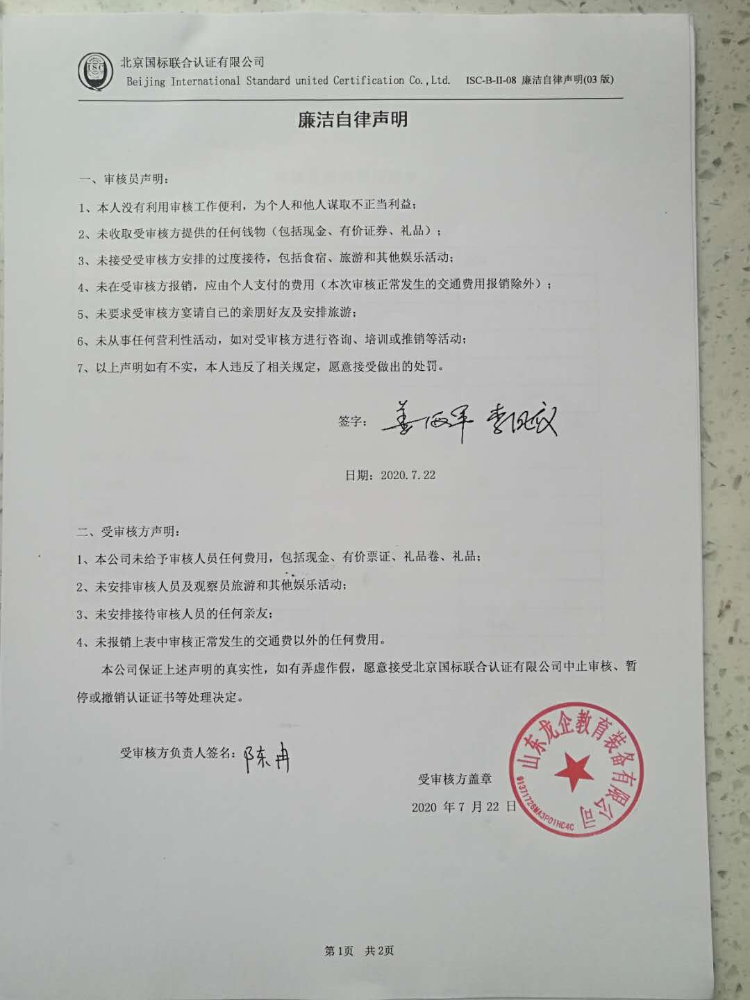 ISC
北京国标联合认证有限公司
Beijing International Standard united Certification Co.,Ltd. ISC-B-II-08 廉洁自律声明(03 版)
廉洁自律声明
一、审核员声明：
1、本人没有利用审核工作便利，为个人和他人谋取不正当利益；
2、未收取受审核方提供的任何钱物（包括现金、有价证券、礼品）；
3、未接受受审核方安排的过度接待，包括食宿、旅游和其他娱乐活动；
4、未在受审核方报销，应由个人支付的费用（本次审核正常发生的交通费用报销除外）；
5、未要求受审核方宴请自己的亲朋好友及安排旅游；
6、未从事任何营利性活动，如对受审核方进行咨询、培训或推销等活动；
7、以上声明如有不实，本人违反了相关规定，愿意接受做出的处罚。
签字：姜海军
日期：2020.7.22
二、受审核方声明：
1、本公司未给予审核人员任何费用，包括现金、有价票证、礼品卷、礼品；
2、未安排审核人员及观察员旅游和其他娱乐活动；
3、未安排接待审核人员的任何亲友；
4、未报销上表中审核正常发生的交通费以外的任何费用。
本公司保证上述声明的真实性，如有弄虚作假，愿意接受北京国标联合认证有限公司中止审核、暂
停或撤销认证证书等处理决定。
受审核方负责人签名：陈冉
受审核方盖章
2020 年 7 月 22 日
山东龙企教育装备有限公司
91371726MA3P01HC4C
第 1页 共 2页